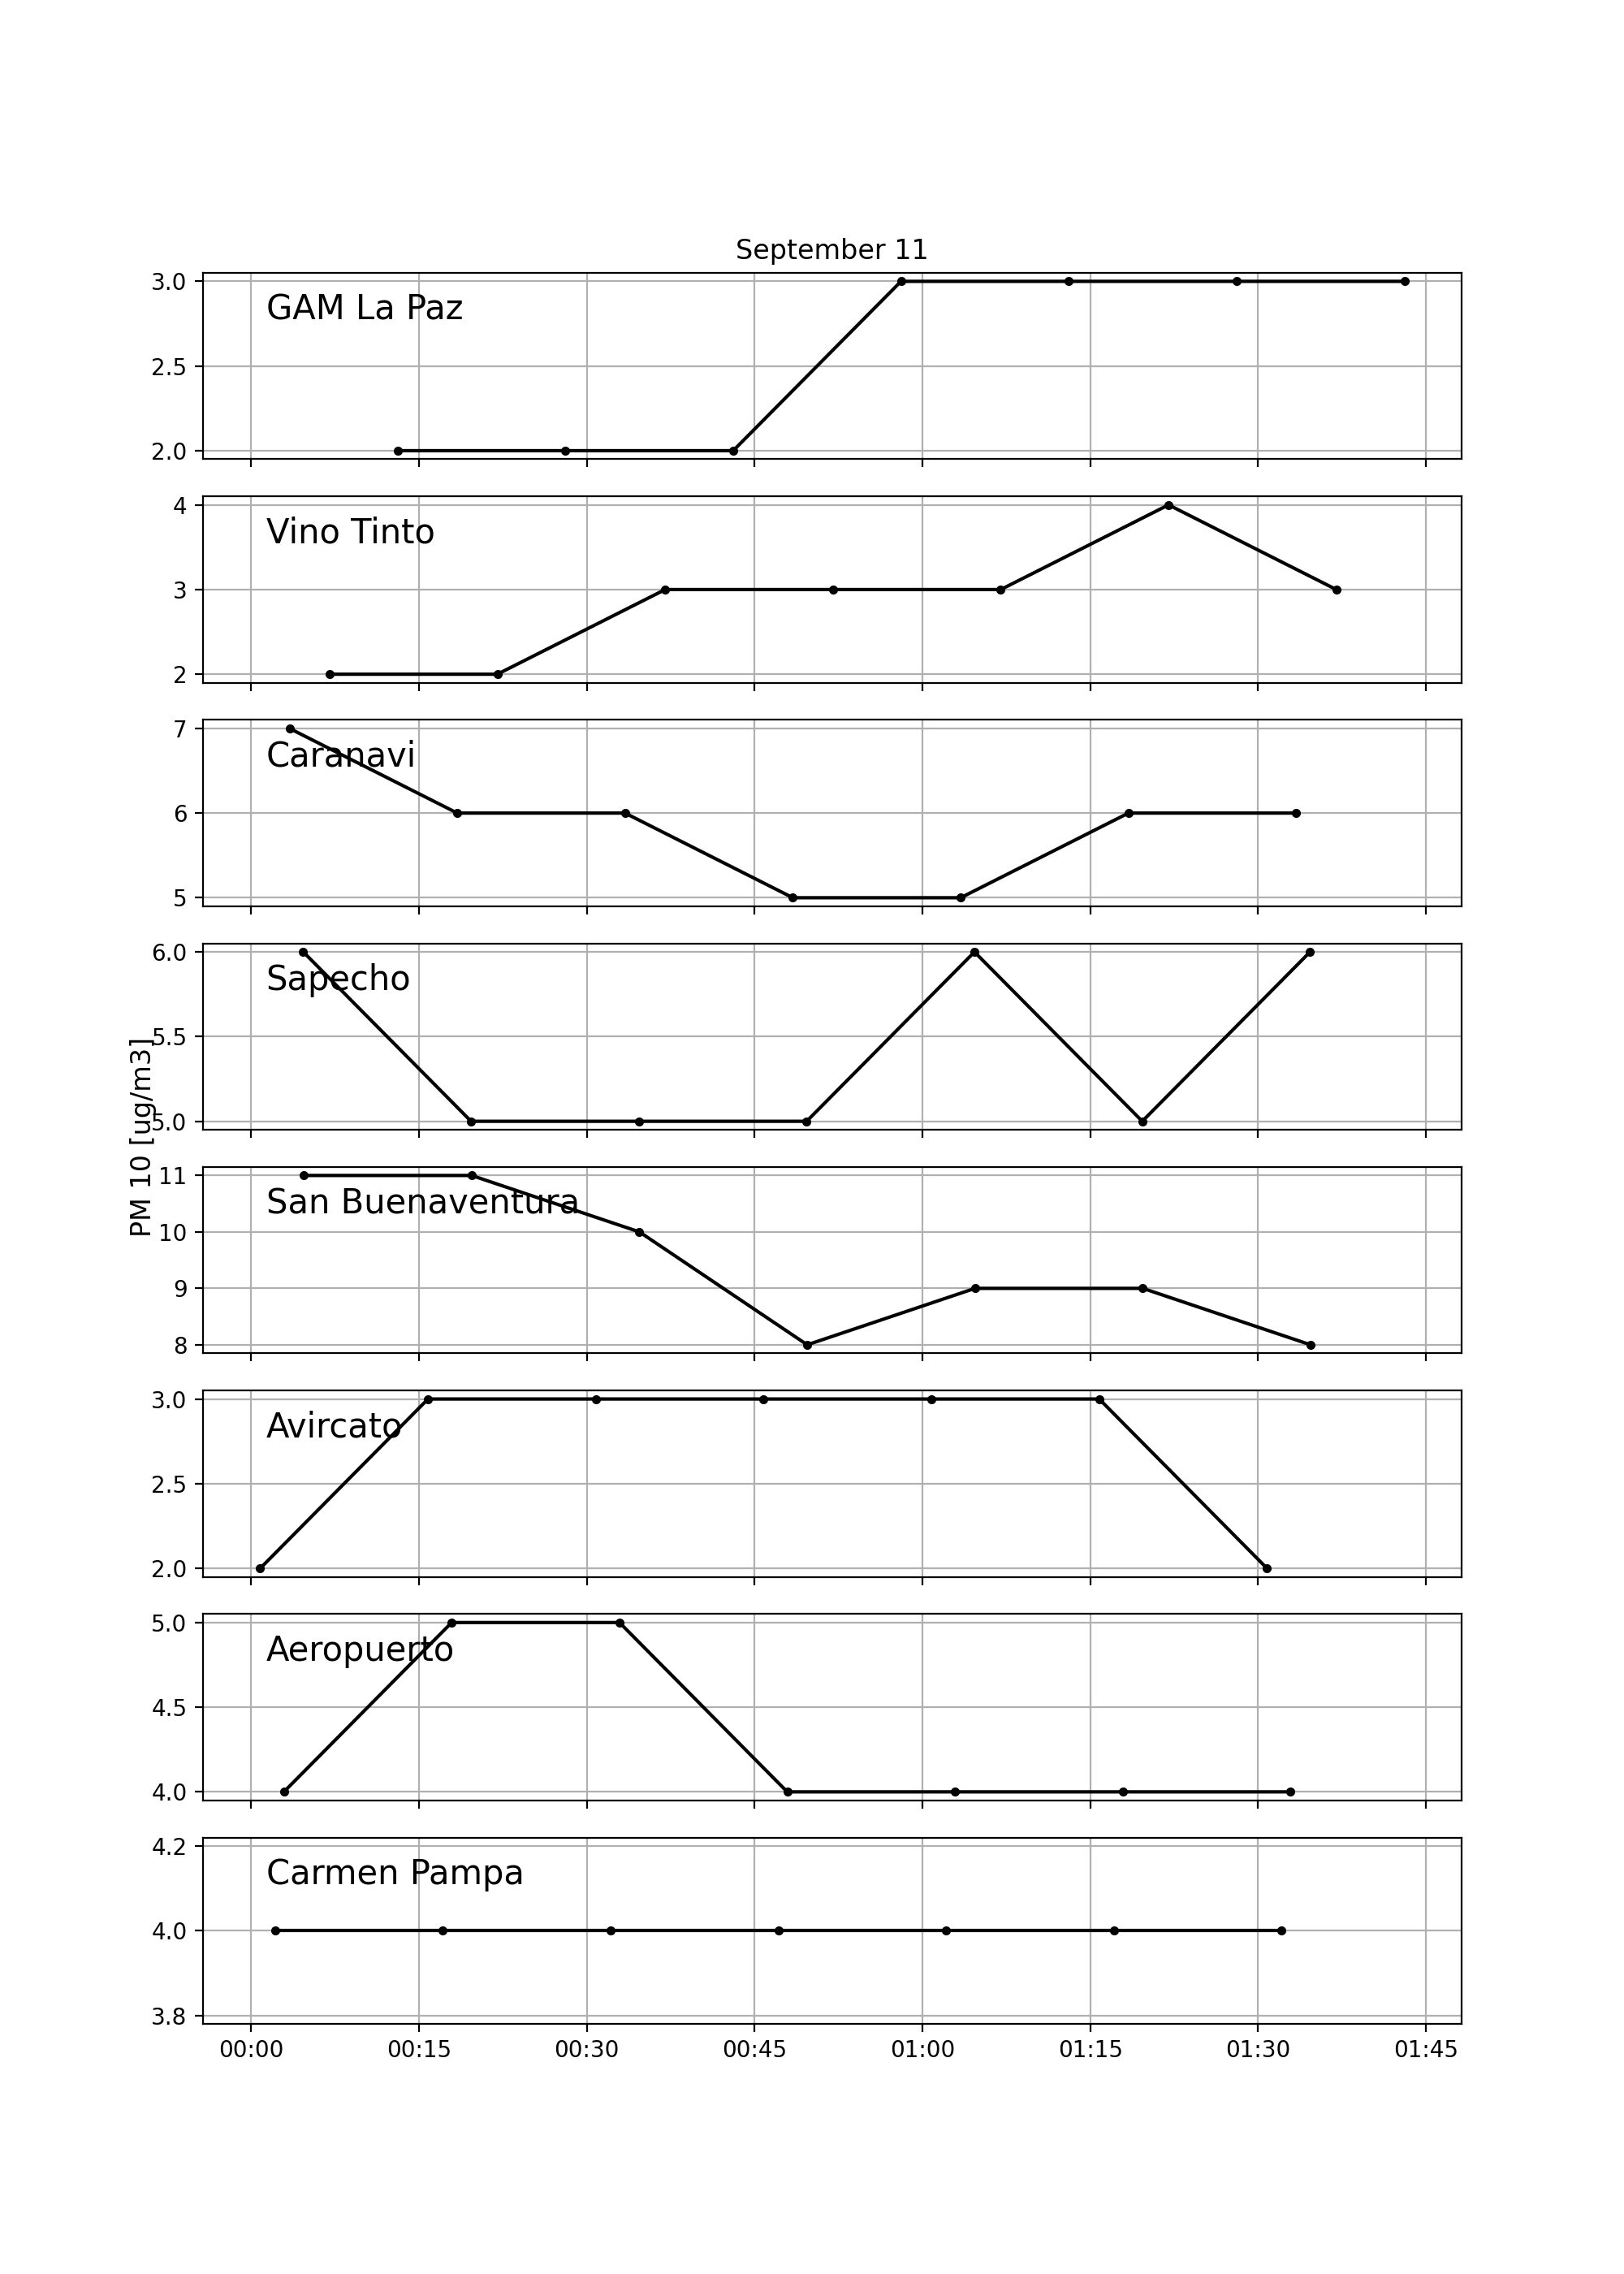 September 11
3.0
GAM La Paz
2.5
2.0
4
Vino Tinto
3
2
7
Caranavi
6
5
6.0
Sapecho
5.5
5.0
PM 10 [ug/m3]
11
San Buenaventura
10
9
8
3.0
Avircato
2.5
2.0
5.0
Aeropuerto
4.5
4.0
4.2
Carmen Pampa
4.0
3.8
00:00 00:15 00:30 00:45 01:00 01:15 01:30 01:45